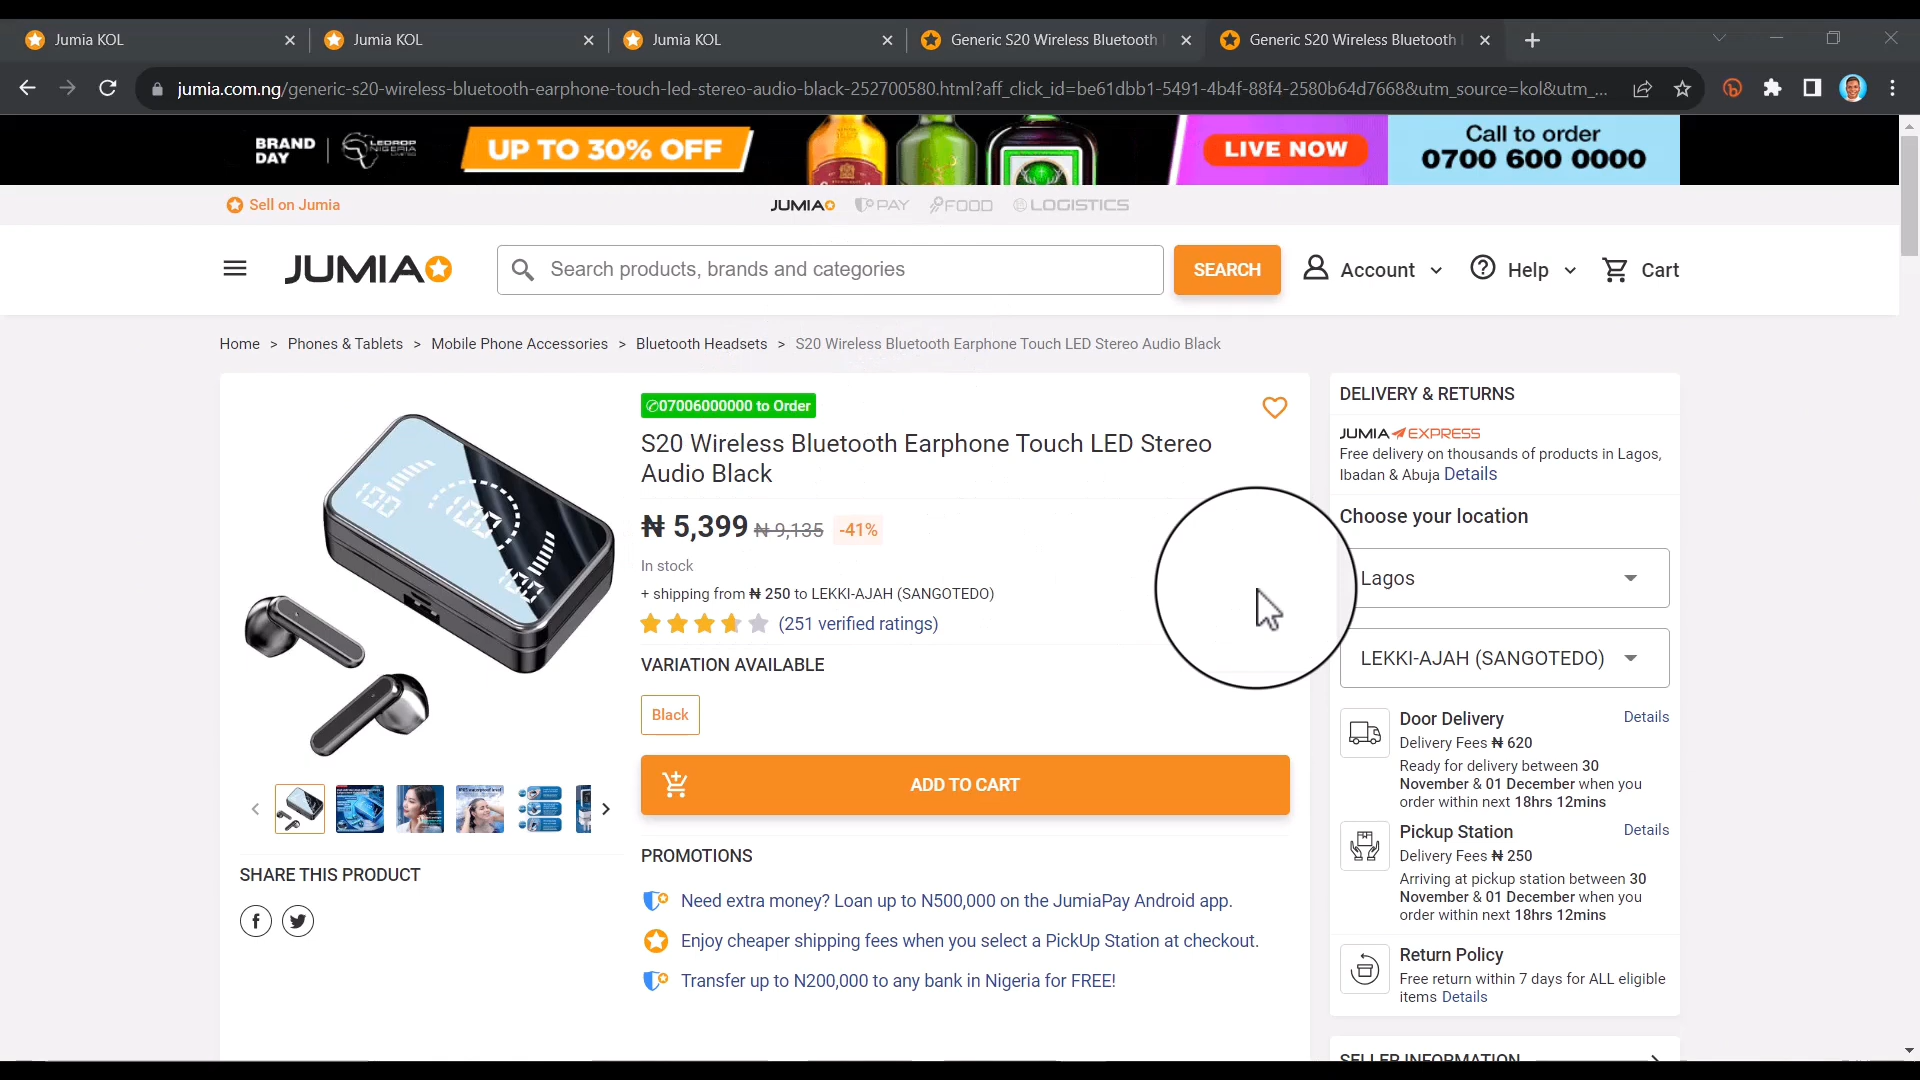 Jumia KOL
Jumia KOL
Jumia KOL
Generic S20 Wireless Bluetooth
Generic S20 Wireless Bluetooth
jumia.com.ng/generic-s20-wireless-bluetooth-earphone-touch-led-stereo-audio-black-252700580.html?aff_click_id=be61dbb1-5491-4b4f-88f4-2580b64d7668&utm_source=kol&utm_...
BRAND DAY
LEDROP NIGERIA
UP TO 30% OFF
LIVE NOW
Call to order
0700 600 0000
Sell on Jumia
JUMIA
PAY
FOOD
LOGISTICS
JUMIA
Search products, brands and categories
SEARCH
Account
Help
Cart
Home > Phones & Tablets > Mobile Phone Accessories > Bluetooth Headsets > S20 Wireless Bluetooth Earphone Touch LED Stereo Audio Black
100
100
100
✆07006000000 to Order
S20 Wireless Bluetooth Earphone Touch LED Stereo
Audio Black
₦ 5,399 ₦ 9,135 -41%
In stock
+ shipping from ₦ 250 to LEKKI-AJAH (SANGOTEDO)
(251 verified ratings)
VARIATION AVAILABLE
Black
ADD TO CART
SHARE THIS PRODUCT
PROMOTIONS
Need extra money? Loan up to N500,000 on the JumiaPay Android app.
Enjoy cheaper shipping fees when you select a PickUp Station at checkout.
Transfer up to N200,000 to any bank in Nigeria for FREE!
DELIVERY & RETURNS
JUMIA EXPRESS
Free delivery on thousands of products in Lagos,
Ibadan & Abuja Details
Choose your location
Lagos
LEKKI-AJAH (SANGOTEDO)
Door Delivery
Details
Delivery Fees ₦ 620
Ready for delivery between 30
November & 01 December when you
order within next 18hrs 12mins
Pickup Station
Details
Delivery Fees ₦ 250
Arriving at pickup station between 30
November & 01 December when you
order within next 18hrs 12mins
Return Policy
Free return within 7 days for ALL eligible
items Details
SELLER INFORMATION